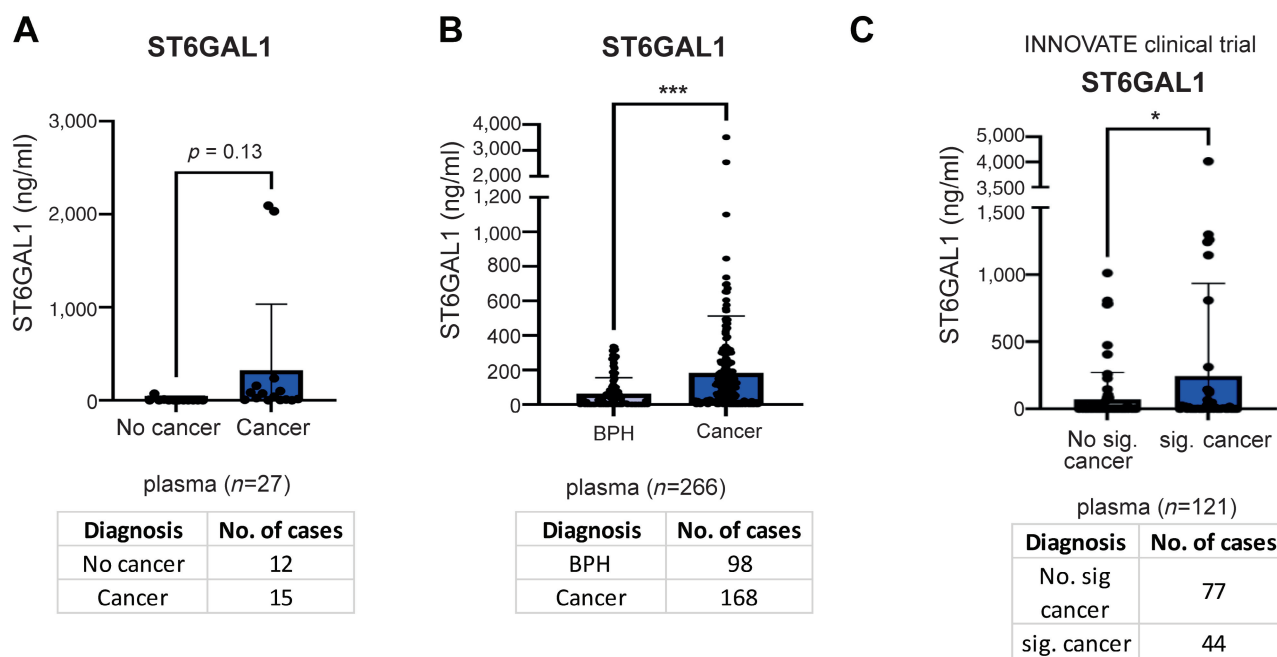 A
ST6GAL1
ST6GAL1 (ng/ml)
3,000
2,000
1,000
0
p = 0.13
No cancer
Cancer
plasma (n=27)
Diagnosis No. of cases
No cancer 12
Cancer 15
B
ST6GAL1
***
ST6GAL1 (ng/ml)
4,000
3,000
2,000
1,200
1,000
800
600
400
200
0
BPH
Cancer
plasma (n=266)
Diagnosis No. of cases
BPH 98
Cancer 168
C
INNOVATE clinical trial
ST6GAL1
*
ST6GAL1 (ng/ml)
5,000
4,000
3,500
1,500
1,000
500
0
No sig.
cancer
sig. cancer
plasma (n=121)
Diagnosis No. of cases
No. sig
cancer
77
sig. cancer 44